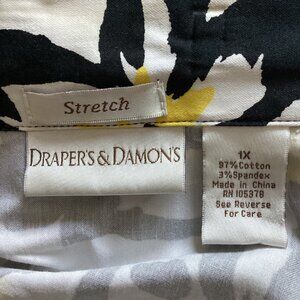 Stretch
DRAPER'S & DAMON'S
1X
97% Cotton
3% Spandex
Made in China
RN 105378
See Reverse
For Care